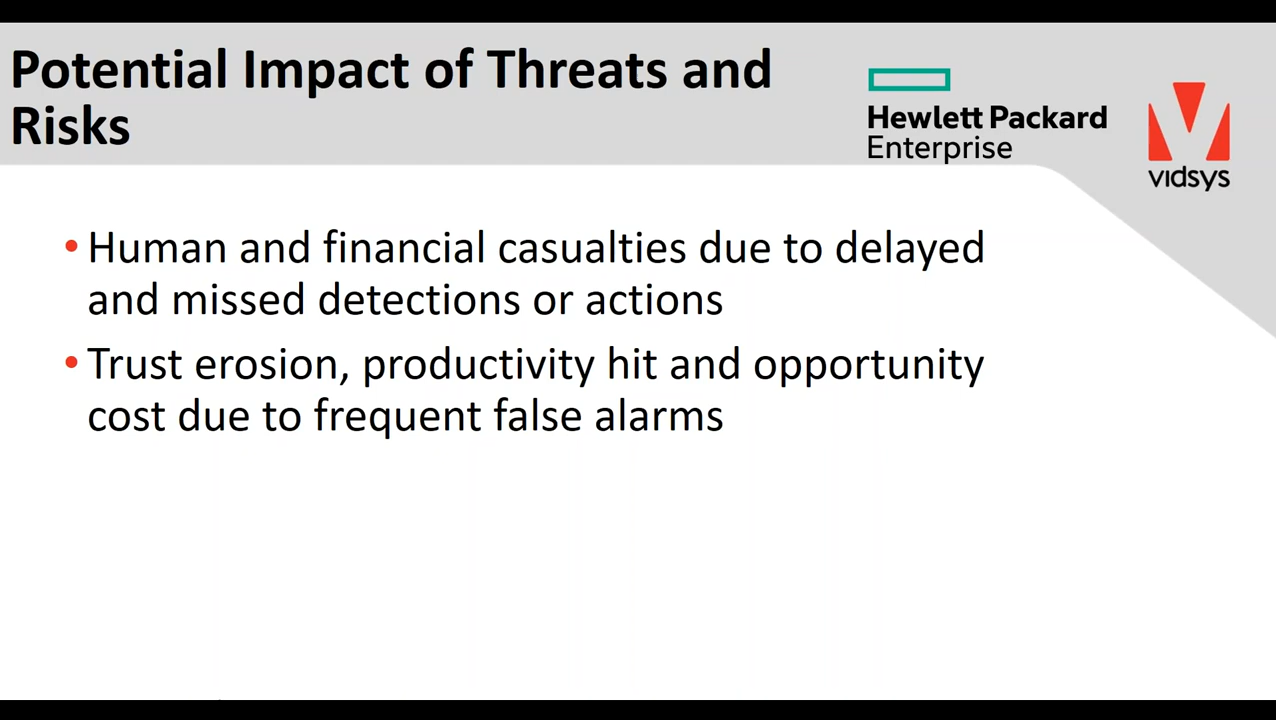 Potential Impact of Threats and
Risks
Hewlett Packard
Enterprise
vidsys
• Human and financial casualties due to delayed
and missed detections or actions
• Trust erosion, productivity hit and opportunity
cost due to frequent false alarms